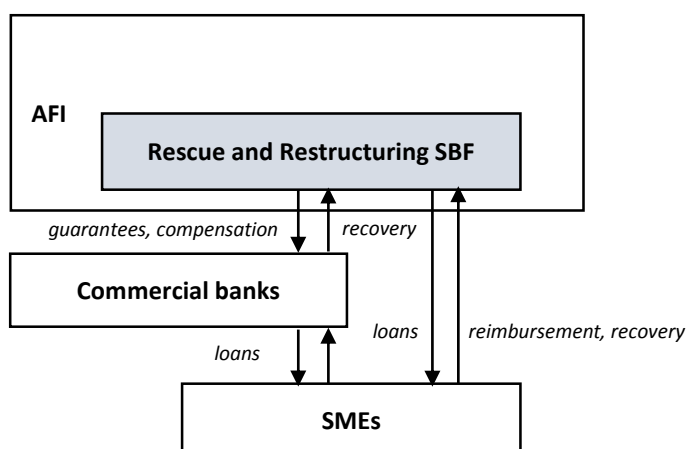 AFI
Rescue and Restructuring SBF
guarantees, compensation
recovery
Commercial banks
loans
loans
reimbursement, recovery
SMEs